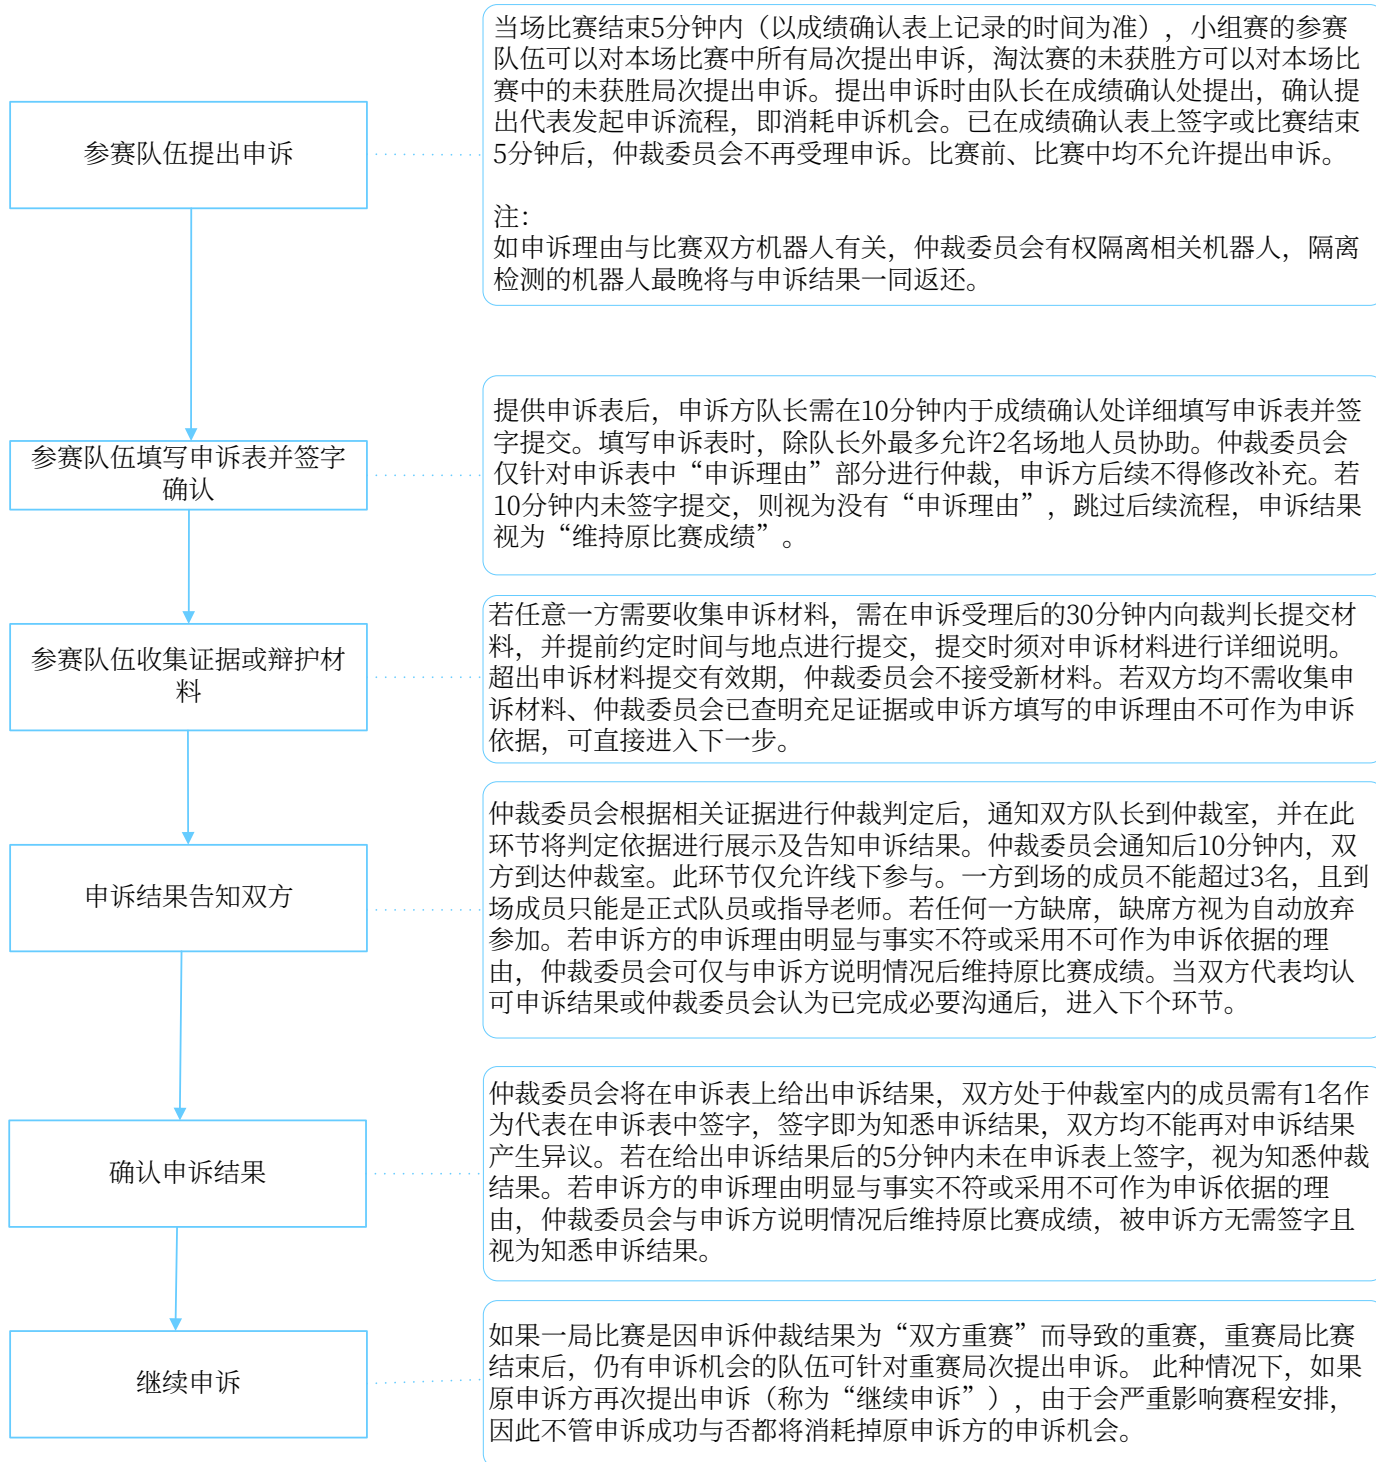 参赛队伍提出申诉
当场比赛结束5分钟内（以成绩确认表上记录的时间为准），小组赛的参赛
队伍可以对本场比赛中所有局次提出申诉，淘汰赛的未获胜方可以对本场比
赛中的未获胜局次提出申诉。提出申诉时由队长在成绩确认处提出，确认提
出代表发起申诉流程，即消耗申诉机会。已在成绩确认表上签字或比赛结束
5分钟后，仲裁委员会不再受理申诉。比赛前、比赛中均不允许提出申诉。
注：
如申诉理由与比赛双方机器人有关，仲裁委员会有权隔离相关机器人，隔离
检测的机器人最晚将与申诉结果一同返还。
参赛队伍填写申诉表并签字
确认
提供申诉表后，申诉方队长需在10分钟内于成绩确认处详细填写申诉表并签
字提交。填写申诉表时，除队长外最多允许2名场地人员协助。仲裁委员会
仅针对申诉表中“申诉理由”部分进行仲裁，申诉方后续不得修改补充。若
10分钟内未签字提交，则视为没有“申诉理由”，跳过后续流程，申诉结果
视为“维持原比赛成绩”。
参赛队伍收集证据或辩护材
料
若任意一方需要收集申诉材料，需在申诉受理后的30分钟内向裁判长提交材
料，并提前约定时间与地点进行提交，提交时须对申诉材料进行详细说明。
超出申诉材料提交有效期，仲裁委员会不接受新材料。若双方均不需收集申
诉材料、仲裁委员会已查明充足证据或申诉方填写的申诉理由不可作为申诉
依据，可直接进入下一步。
申诉结果告知双方
仲裁委员会根据相关证据进行仲裁判定后，通知双方队长到仲裁室，并在此
环节将判定依据进行展示及告知申诉结果。仲裁委员会通知后10分钟内，双
方到达仲裁室。此环节仅允许线下参与。一方到场的成员不能超过3名，且到
场成员只能是正式队员或指导老师。若任何一方缺席，缺席方视为自动放弃
参加。若申诉方的申诉理由明显与事实不符或采用不可作为申诉依据的理
由，仲裁委员会可仅与申诉方说明情况后维持原比赛成绩。当双方代表均认
可申诉结果或仲裁委员会认为已完成必要沟通后，进入下个环节。
确认申诉结果
仲裁委员会将在申诉表上给出申诉结果，双方处于仲裁室内的成员需有1名作
为代表在申诉表中签字，签字即为知悉申诉结果，双方均不能再对申诉结果
产生异议。若在给出申诉结果后的5分钟内未在申诉表上签字，视为知悉仲裁
结果。若申诉方的申诉理由明显与事实不符或采用不可作为申诉依据的理
由，仲裁委员会与申诉方说明情况后维持原比赛成绩，被申诉方无需签字且
视为知悉申诉结果。
继续申诉
如果一局比赛是因申诉仲裁结果为“双方重赛”而导致的重赛，重赛局比赛
结束后，仍有申诉机会的队伍可针对重赛局次提出申诉。 此种情况下，如果
原申诉方再次提出申诉（称为“继续申诉”），由于会严重影响赛程安排，
因此不管申诉成功与否都将消耗掉原申诉方的申诉机会。